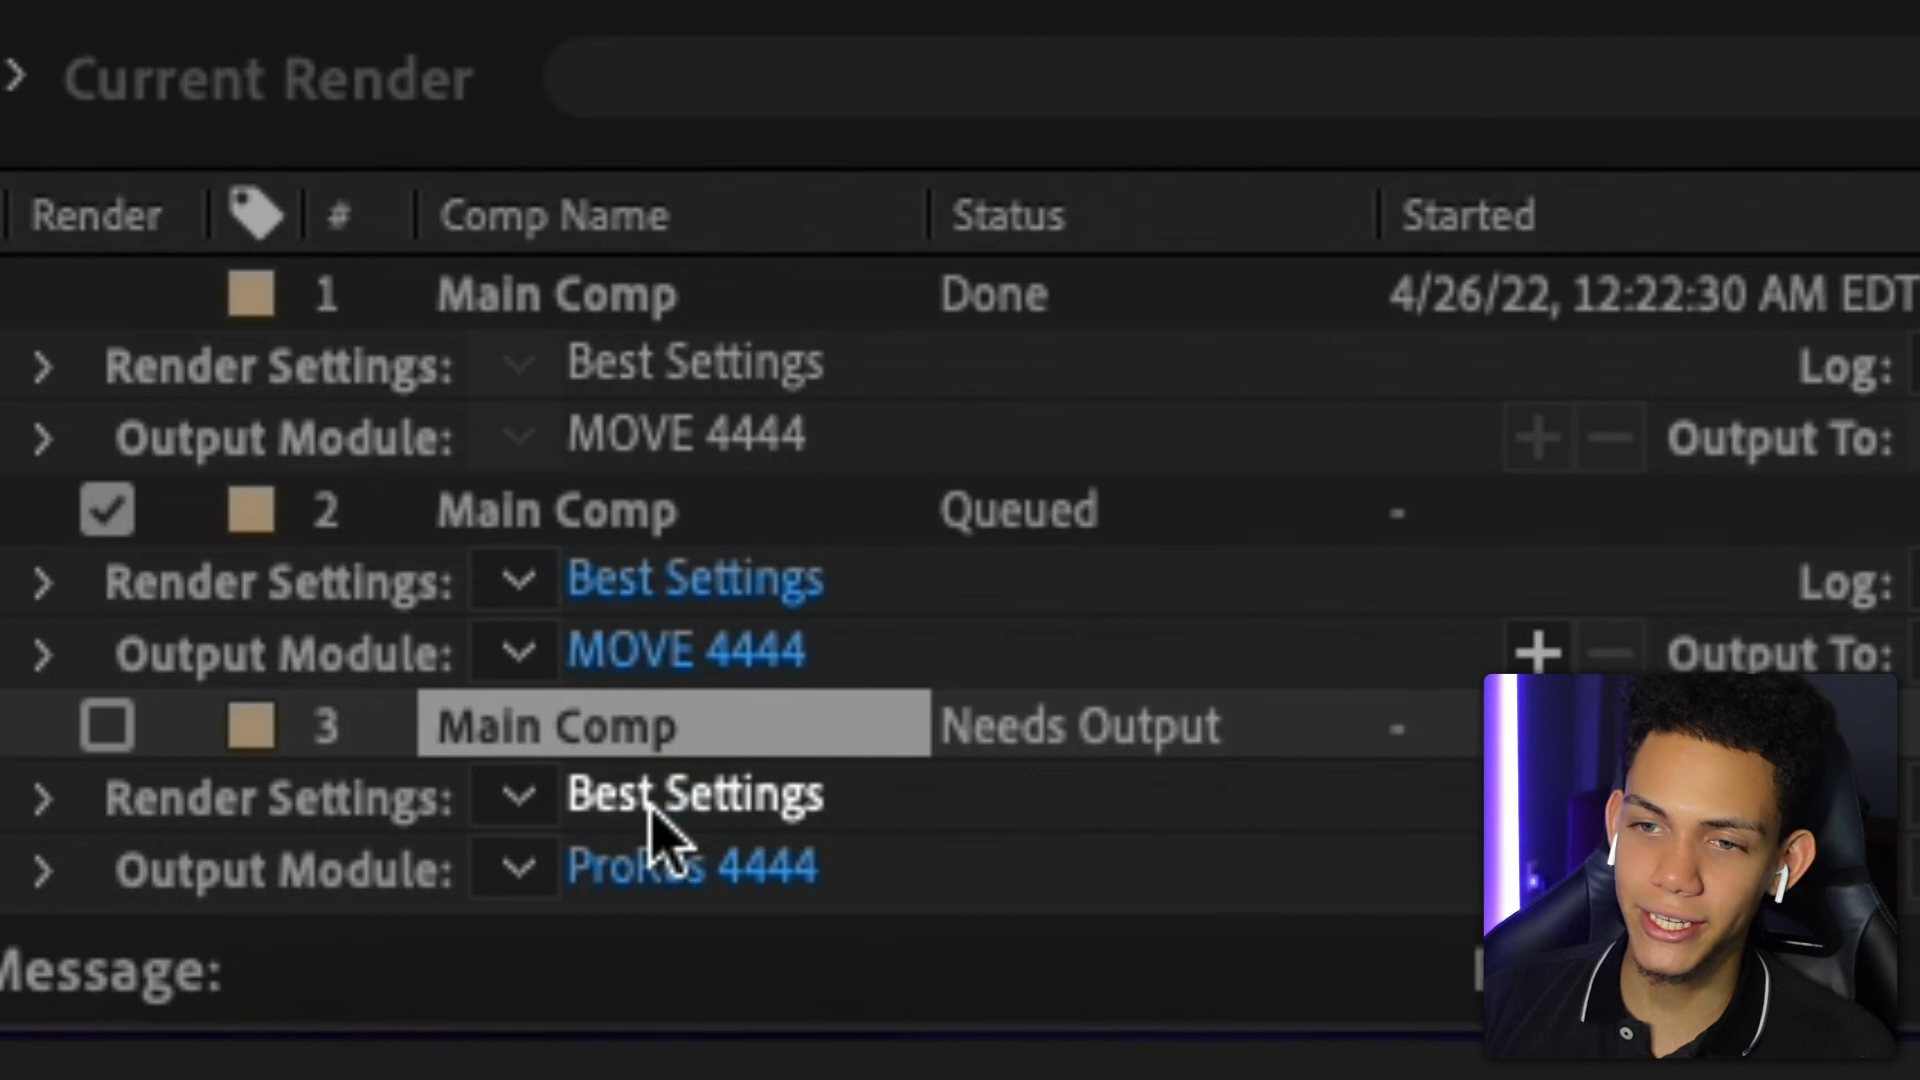 Current Render
Render # Comp Name Status Started
1 Main Comp Done 4/26/22, 12:22:30 AM EDT
Render Settings: Best Settings Log:
Output Module: MOVE 4444 Output To:
2 Main Comp Queued -
Render Settings: Best Settings Log:
Output Module: MOVE 4444 Output To:
3 Main Comp Needs Output -
Render Settings: Best Settings
Output Module: ProRes 4444
Message: